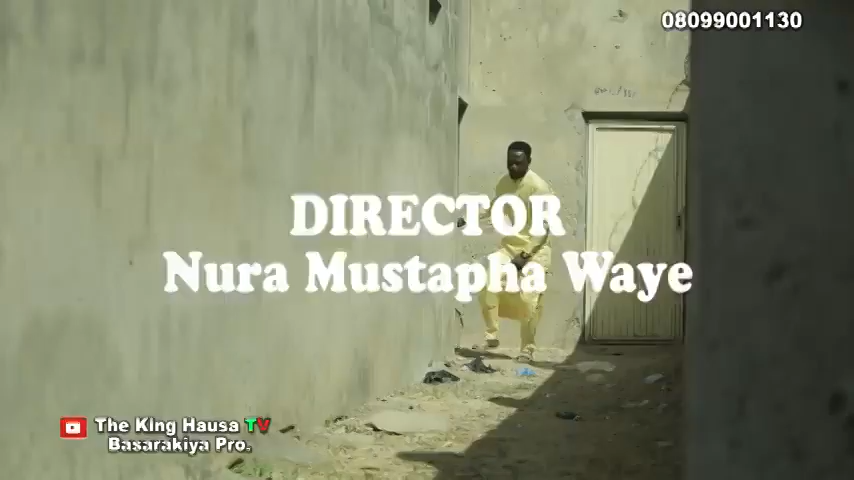 08099001130
DIRECTOR
Nura Mustapha Waye
The King Hausa TV
Basarakiya Pro.